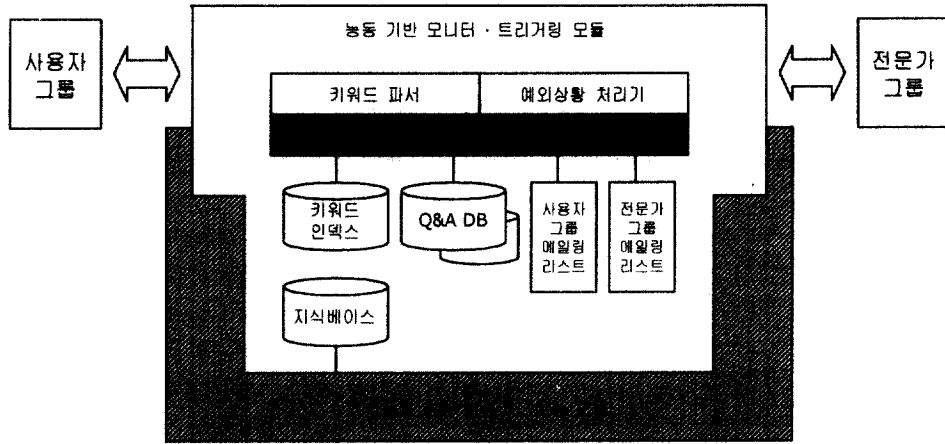 능동 기반 모니터 · 트리거링 모듈
사용자
그룹
전문가
그룹
키워드 파서
예외상황 처리기
키워드
인덱스
Q&A DB
사용자
그룹
메일링
리스트
전문가
그룹
메일링
리스트
지식베이스